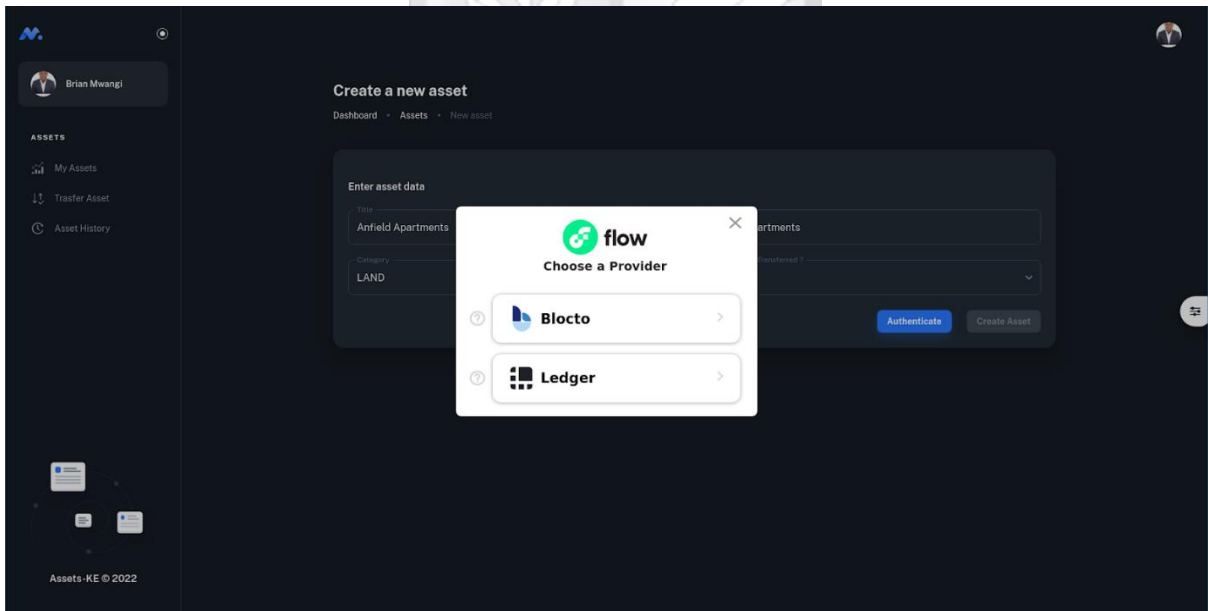 Brian Mwangi
ASSETS
My Assets
Trasfer Asset
Asset History
Assets-KE © 2022
Create a new asset
Dashboard • Assets • New asset
Enter asset data
Title
Anfield Apartments
artments
Category
LAND
Transferred ?
Authenticate
Create Asset
flow
Choose a Provider
Blocto
Ledger